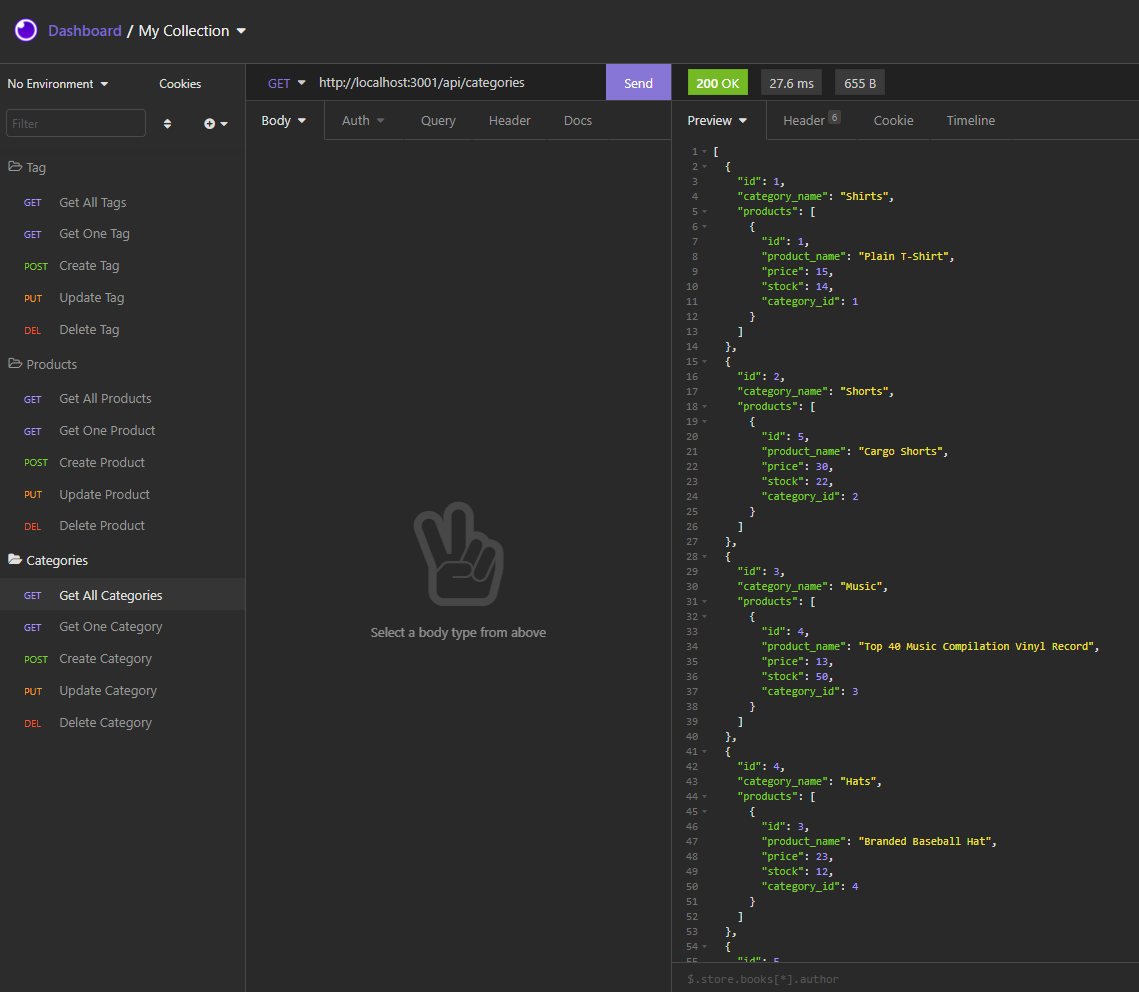 Dashboard / My Collection
No Environment Cookies
Filter
Tag
GET Get All Tags
GET Get One Tag
POST Create Tag
PUT Update Tag
DEL Delete Tag
Products
GET Get All Products
GET Get One Product
POST Create Product
PUT Update Product
DEL Delete Product
Categories
GET Get All Categories
GET Get One Category
POST Create Category
PUT Update Category
DEL Delete Category
GET http://localhost:3001/api/categories Send
Body Auth Query Header Docs
Select a body type from above
200 OK 27.6 ms 655 B
Preview Header 6 Cookie Timeline
1 [
2 {
3 "id": 1,
4 "category_name": "Shirts",
5 "products": [
6 {
7 "id": 1,
8 "product_name": "Plain T-Shirt",
9 "price": 15,
10 "stock": 14,
11 "category_id": 1
12 }
13 ]
14 },
15 {
16 "id": 2,
17 "category_name": "Shorts",
18 "products": [
19 {
20 "id": 5,
21 "product_name": "Cargo Shorts",
22 "price": 30,
23 "stock": 22,
24 "category_id": 2
25 }
26 ]
27 },
28 {
29 "id": 3,
30 "category_name": "Music",
31 "products": [
32 {
33 "id": 4,
34 "product_name": "Top 40 Music Compilation Vinyl Record",
35 "price": 13,
36 "stock": 50,
37 "category_id": 3
38 }
39 ]
40 },
41 {
42 "id": 4,
43 "category_name": "Hats",
44 "products": [
45 {
46 "id": 3,
47 "product_name": "Branded Baseball Hat",
48 "price": 23,
49 "stock": 12,
50 "category_id": 4
51 }
52 ]
53 },
54 {
55 "id": 5
$.store.books[*].author